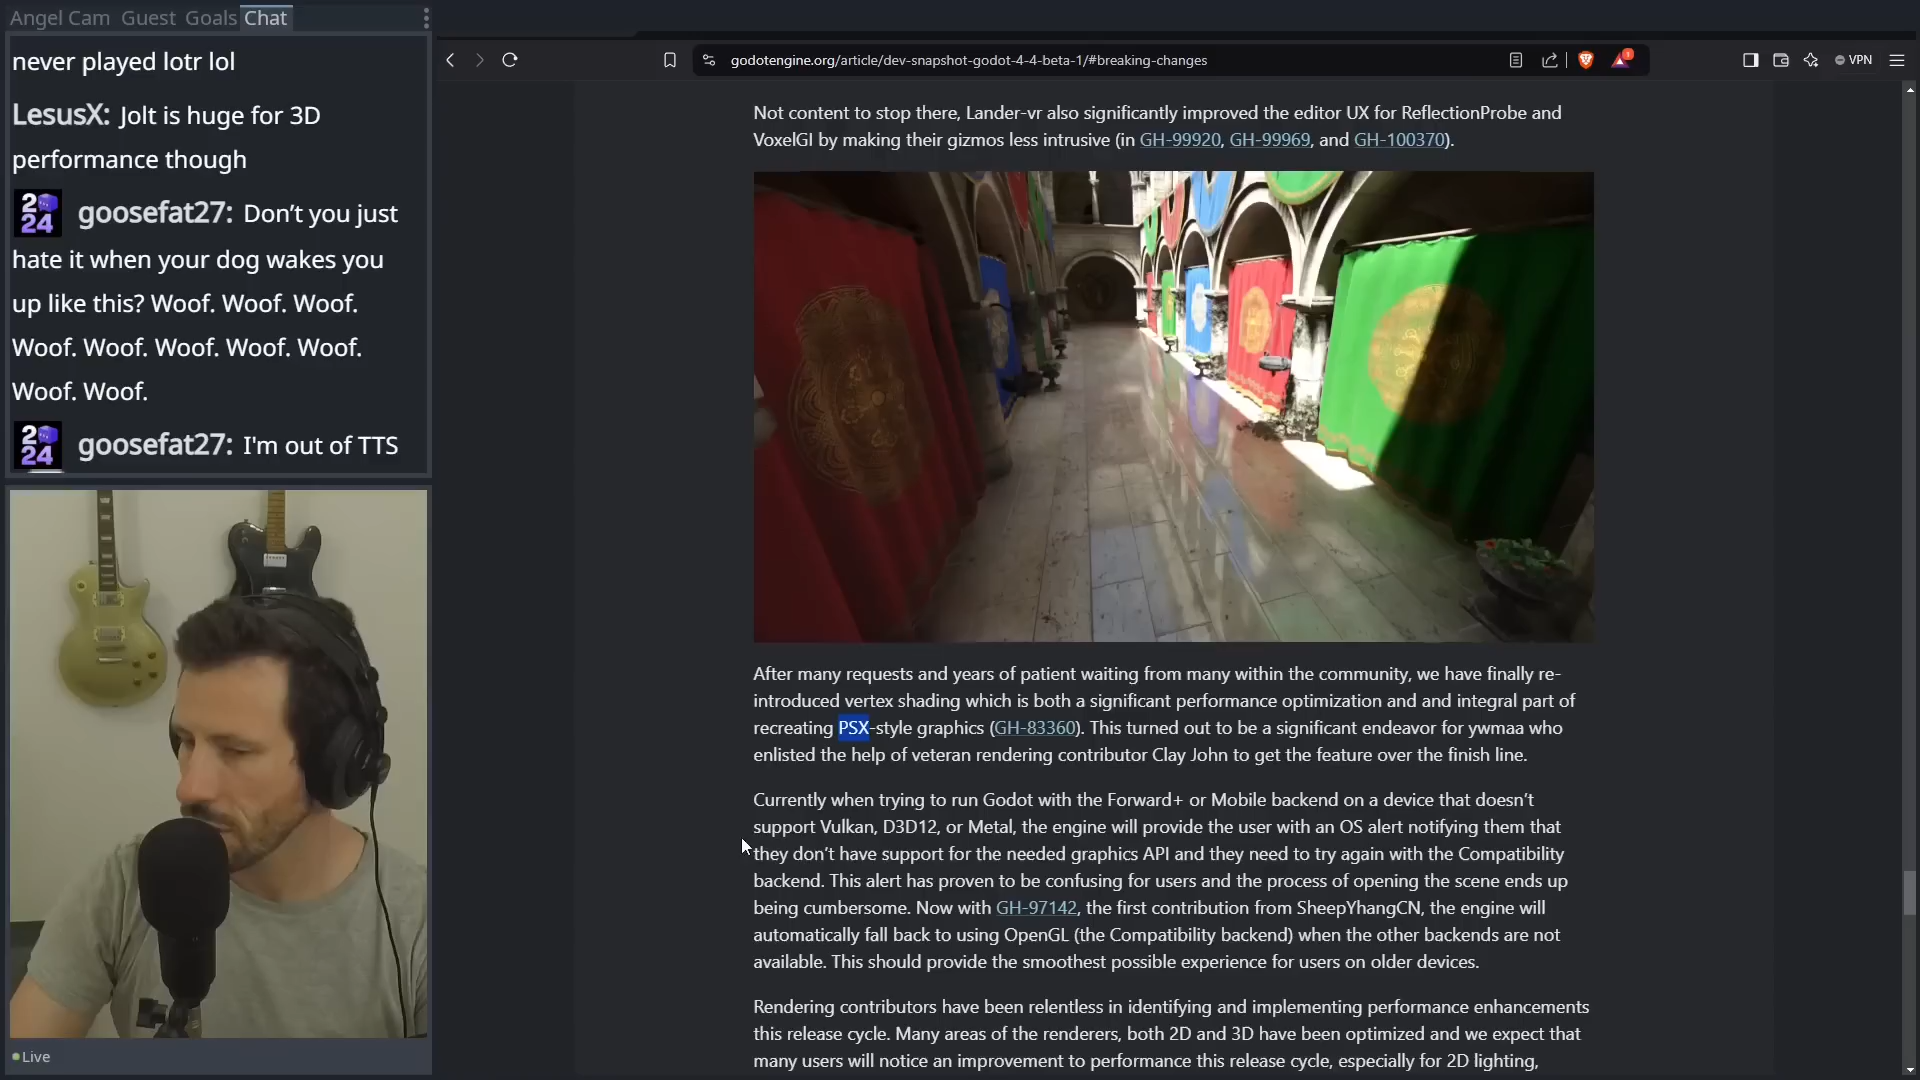 Angel Cam Guest Goals Chat
never played lotr lol
LesusX: Jolt is huge for 3D
performance though
224 goosefat27: Don’t you just
hate it when your dog wakes you
up like this? Woof. Woof. Woof.
Woof. Woof. Woof. Woof. Woof.
Woof. Woof.
224 goosefat27: I'm out of TTS
Live
godotengine.org/article/dev-snapshot-godot-4-4-beta-1/#breaking-changes
1
VPN
Not content to stop there, Lander-vr also significantly improved the editor UX for ReflectionProbe and
VoxelGI by making their gizmos less intrusive (in GH-99920, GH-99969, and GH-100370).
After many requests and years of patient waiting from many within the community, we have finally re-
introduced vertex shading which is both a significant performance optimization and and integral part of
recreating PSX-style graphics (GH-83360). This turned out to be a significant endeavor for ywmaa who
enlisted the help of veteran rendering contributor Clay John to get the feature over the finish line.
Currently when trying to run Godot with the Forward+ or Mobile backend on a device that doesn’t
support Vulkan, D3D12, or Metal, the engine will provide the user with an OS alert notifying them that
they don’t have support for the needed graphics API and they need to try again with the Compatibility
backend. This alert has proven to be confusing for users and the process of opening the scene ends up
being cumbersome. Now with GH-97142, the first contribution from SheepYhangCN, the engine will
automatically fall back to using OpenGL (the Compatibility backend) when the other backends are not
available. This should provide the smoothest possible experience for users on older devices.
Rendering contributors have been relentless in identifying and implementing performance enhancements
this release cycle. Many areas of the renderers, both 2D and 3D have been optimized and we expect that
many users will notice an improvement to performance this release cycle, especially for 2D lighting,